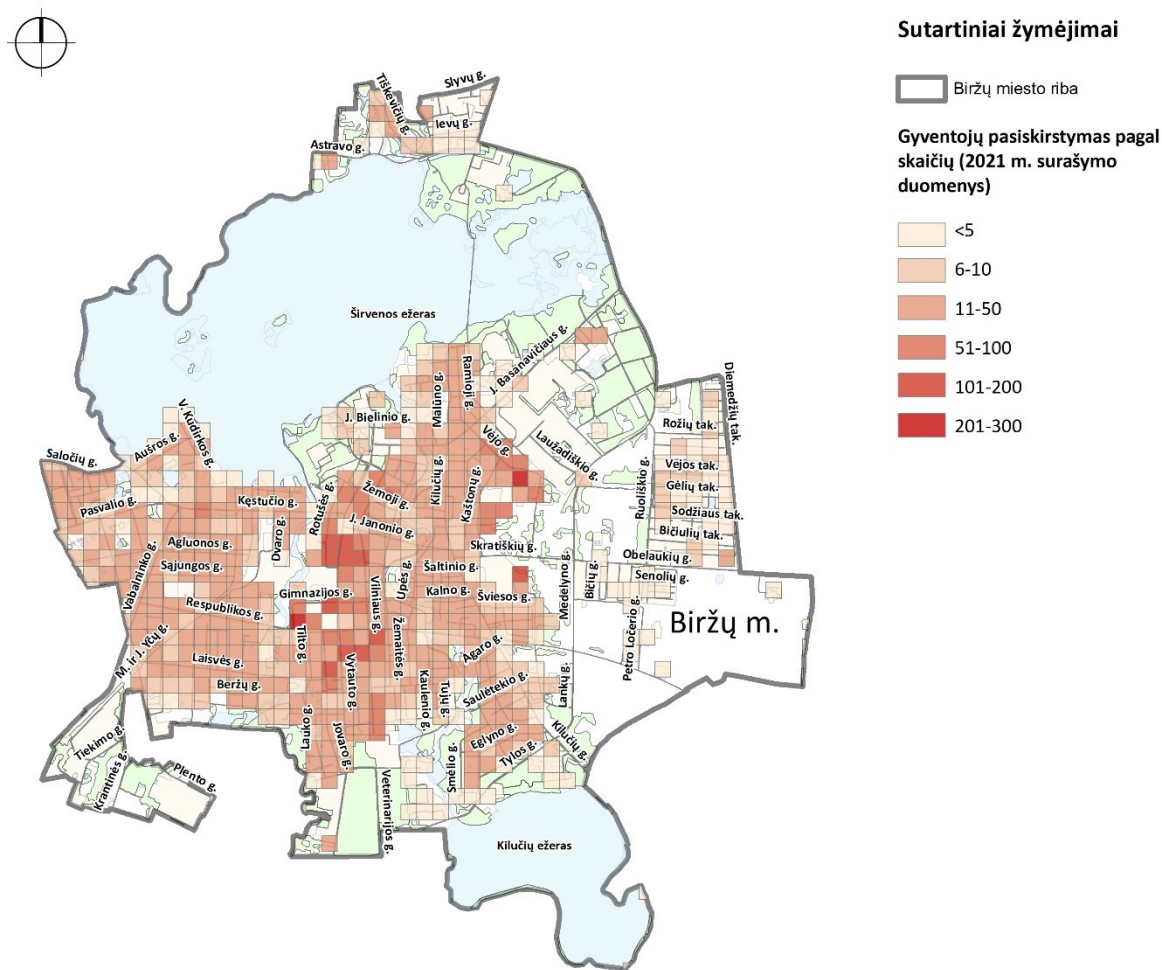 Sutartiniai žymėjimai
Biržų miesto riba
Gyventojų pasiskirstymas pagal
skaičių (2021 m. surašymo
duomenys)
<5
6-10
11-50
51-100
101-200
201-300
Slyvų g.
Tiškevičių g.
Ievų g.
Astravo g.
Širvenos ežeras
Ramioji g.
J. Basanavičiaus g.
Malūno g.
Diemedžių tak.
V. Kudirkos g.
J. Bielinio g.
Rožių tak.
Aušros g.
Vėjo g.
Laužadiškio g.
Saločių g.
Vėjos tak.
Ruoliškio g.
Kilučių g.
Žemoji g.
Gėlių tak.
Pasvalio g.
Kęstučio g.
Rotušės g.
Kaštonų g.
Sodžiaus tak.
J. Janonio g.
Bičiulių tak.
Agluonos g.
Dvaro g.
Skratiškių g.
Obelaukių g.
Sąjungos g.
Vabalninko g.
Upės g.
Šaltinio g.
Medelyno g.
Bičių g.
Senolių g.
Gimnazijos g.
Vilniaus g.
Kalno g.
Šviesos g.
Respublikos g.
Biržų m.
Petro Ločerio g.
Tilto g.
Žemaitės g.
Agaro g.
M. ir J. Yčų g.
Laisvės g.
Vytauto g.
Kaulenio g.
Tujų g.
Saulėtekio g.
Lankų g.
Beržų g.
Lauko g.
Jovaro g.
Eglyno g.
Tylos g.
Kilučių g.
Tiekimo g.
Krantinės g.
Plento g.
Veterinarijos g.
Smėlio g.
Kilučių ežeras